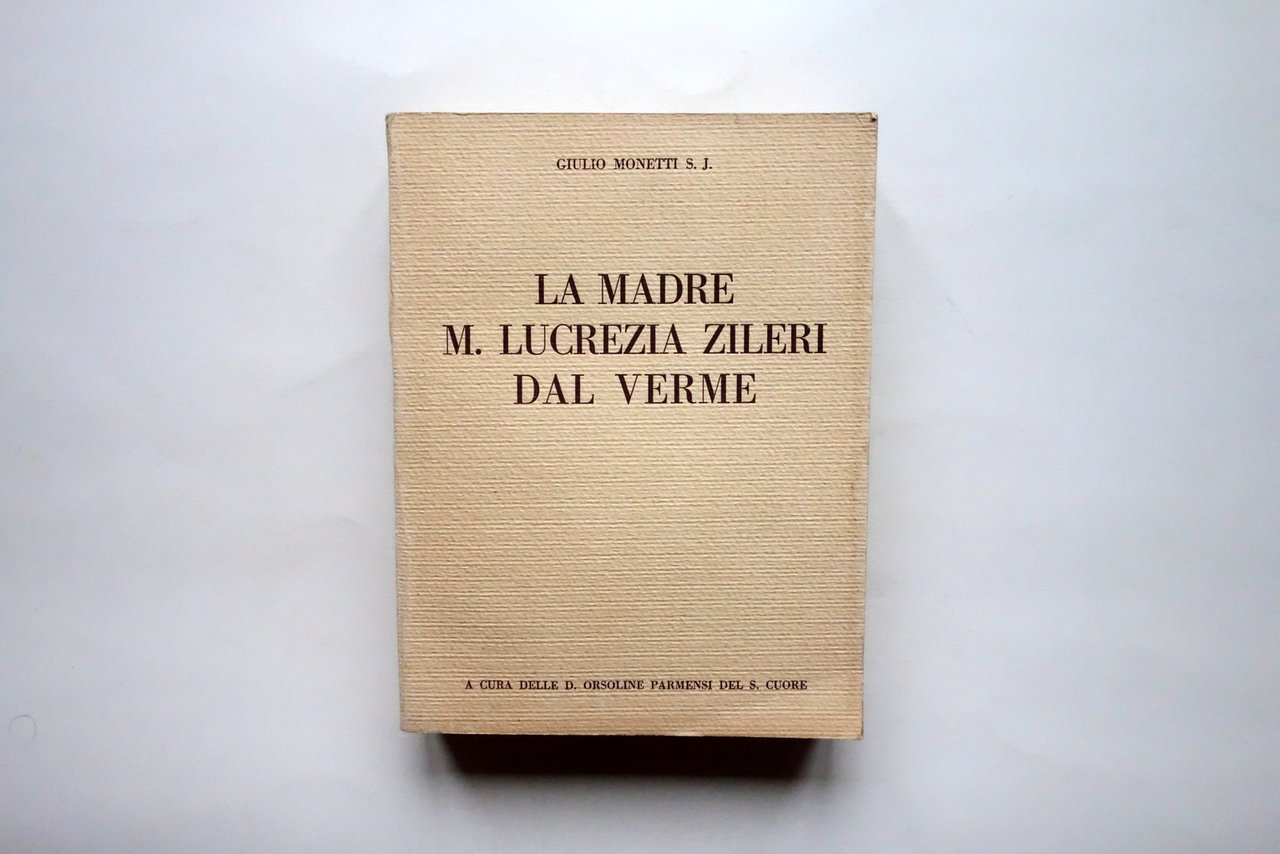 GIULIO MONETTI S. J.
LA MADRE
M. LUCREZIA ZILERI
DAL VERME
A CURA DELLE D. ORSOLINE PARMENSI DEL S. CUORE